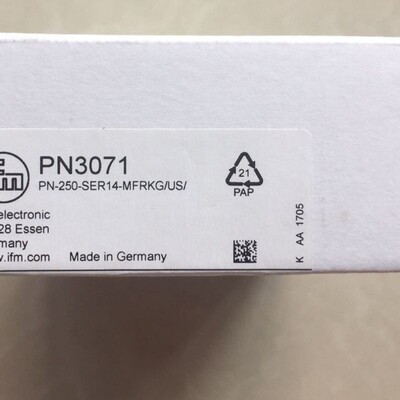 fm
PN3071
PN-250-SER14-MFRKG/US/
21
PAP
electronic
28 Essen
many
.ifm.com
Made in Germany
K AA 1705